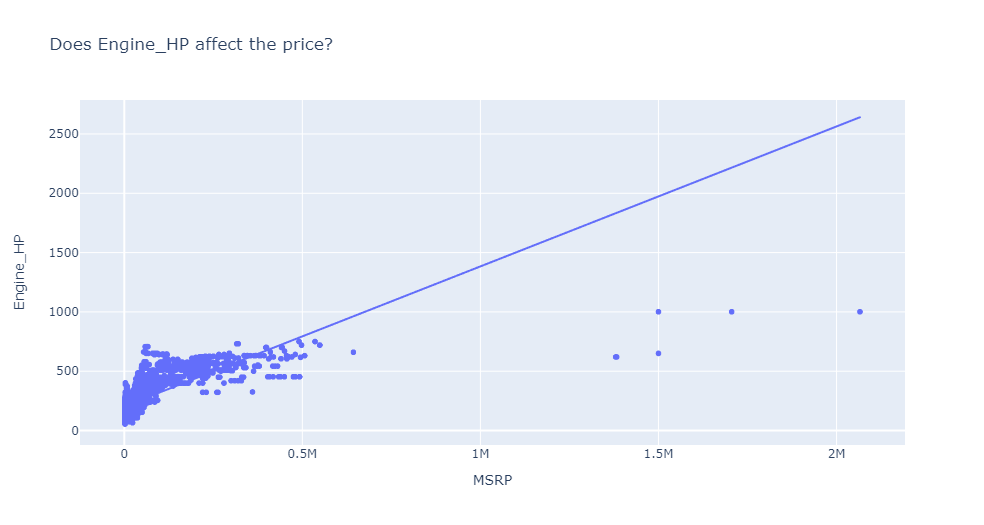 Does Engine_HP affect the price?
Engine_HP
2500
2000
1500
1000
500
0
0
0.5M
1M
1.5M
2M
MSRP